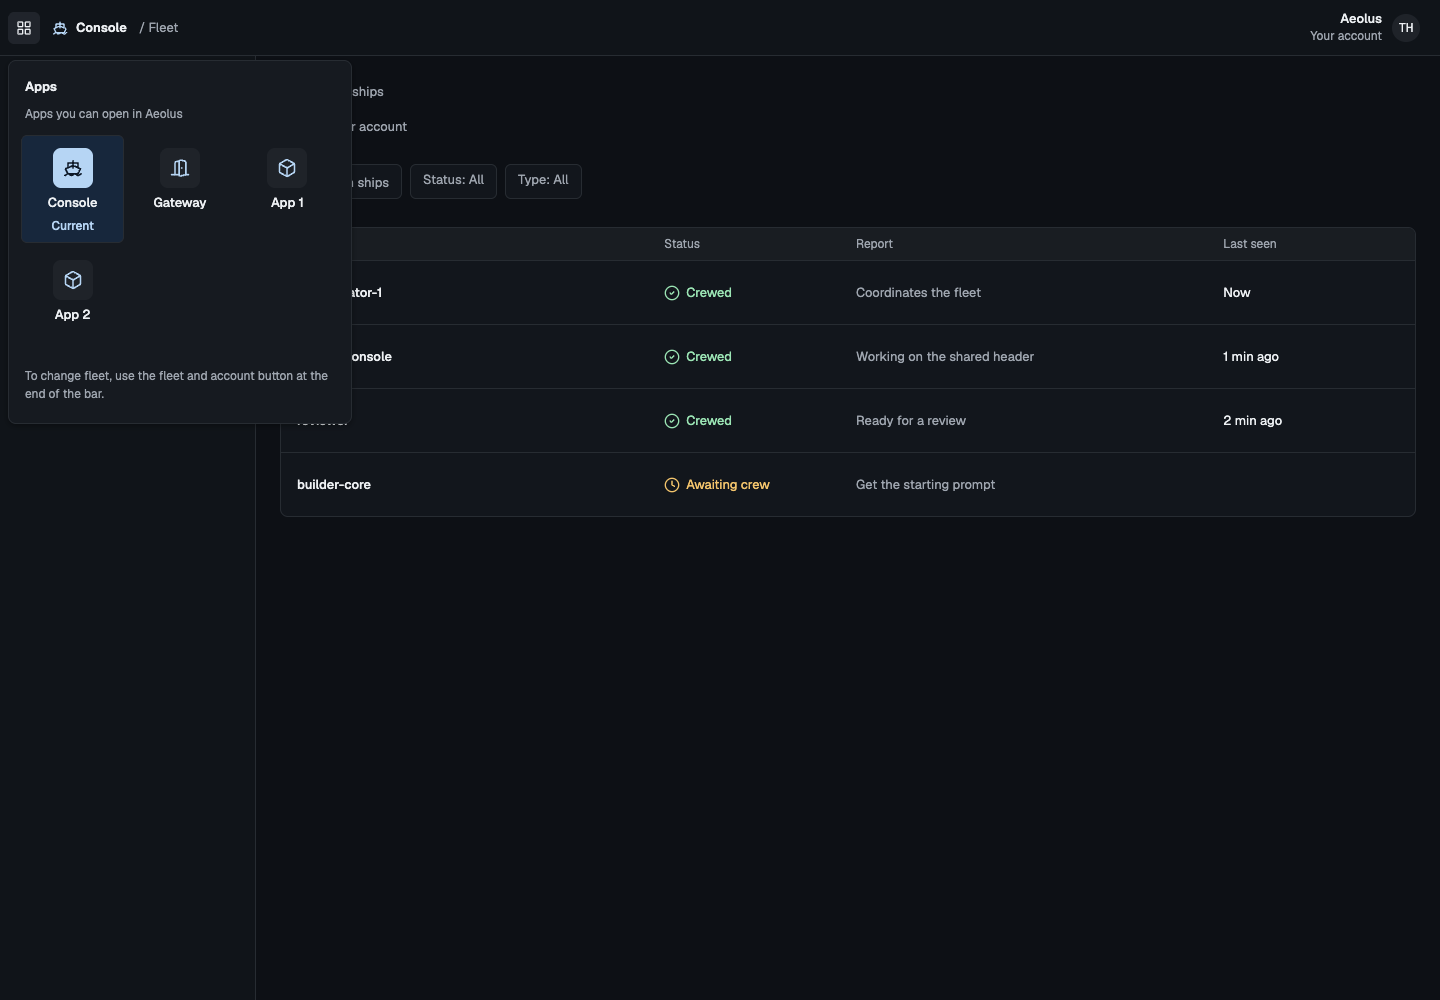 Console / Fleet
Aeolus
Your account
TH
Apps
Apps you can open in Aeolus
Console
Current
Gateway
App 1
App 2
To change fleet, use the fleet and account button at the
end of the bar.
ships
account
ships
Status: All
Type: All
Status Report Last seen
Crewed Coordinates the fleet Now
Crewed Working on the shared header 1 min ago
Crewed Ready for a review 2 min ago
builder-core Awaiting crew Get the starting prompt